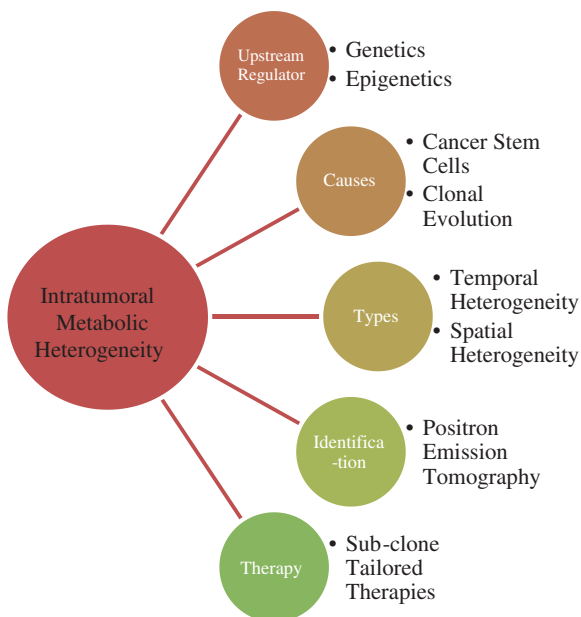 Upstream
Regulator
• Genetics
• Epigenetics
Causes
• Cancer Stem
Cells
• Clonal
Evolution
Intratumoral
Metabolic
Heterogeneity
Types
• Temporal
Heterogeneity
• Spatial
Heterogeneity
Identifica
-tion
• Positron
Emission
Tomography
Therapy
• Sub-clone
Tailored
Therapies